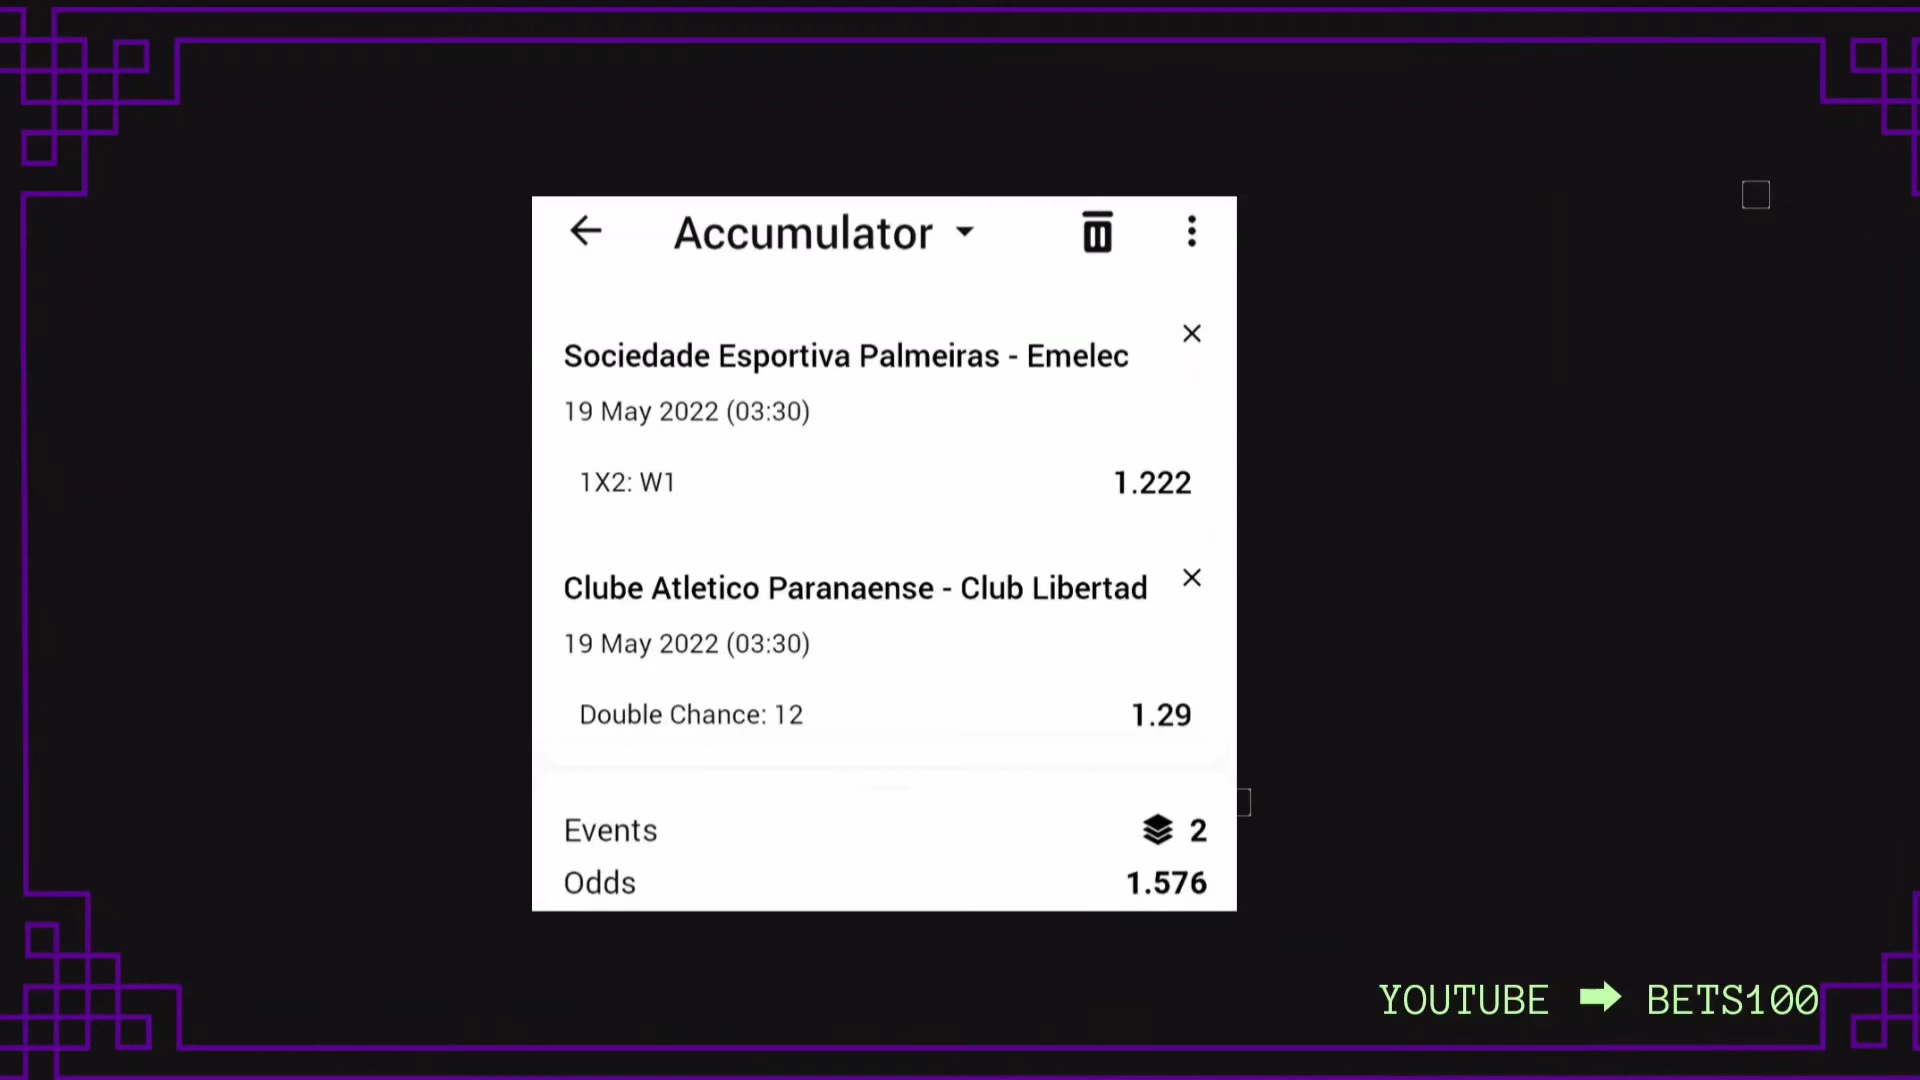 Accumulator
Sociedade Esportiva Palmeiras - Emelec
19 May 2022 (03:30)
1X2: W1 1.222
Clube Atletico Paranaense - Club Libertad
19 May 2022 (03:30)
Double Chance: 12 1.29
Events 2
Odds 1.576
YOUTUBE ➡ BETS100